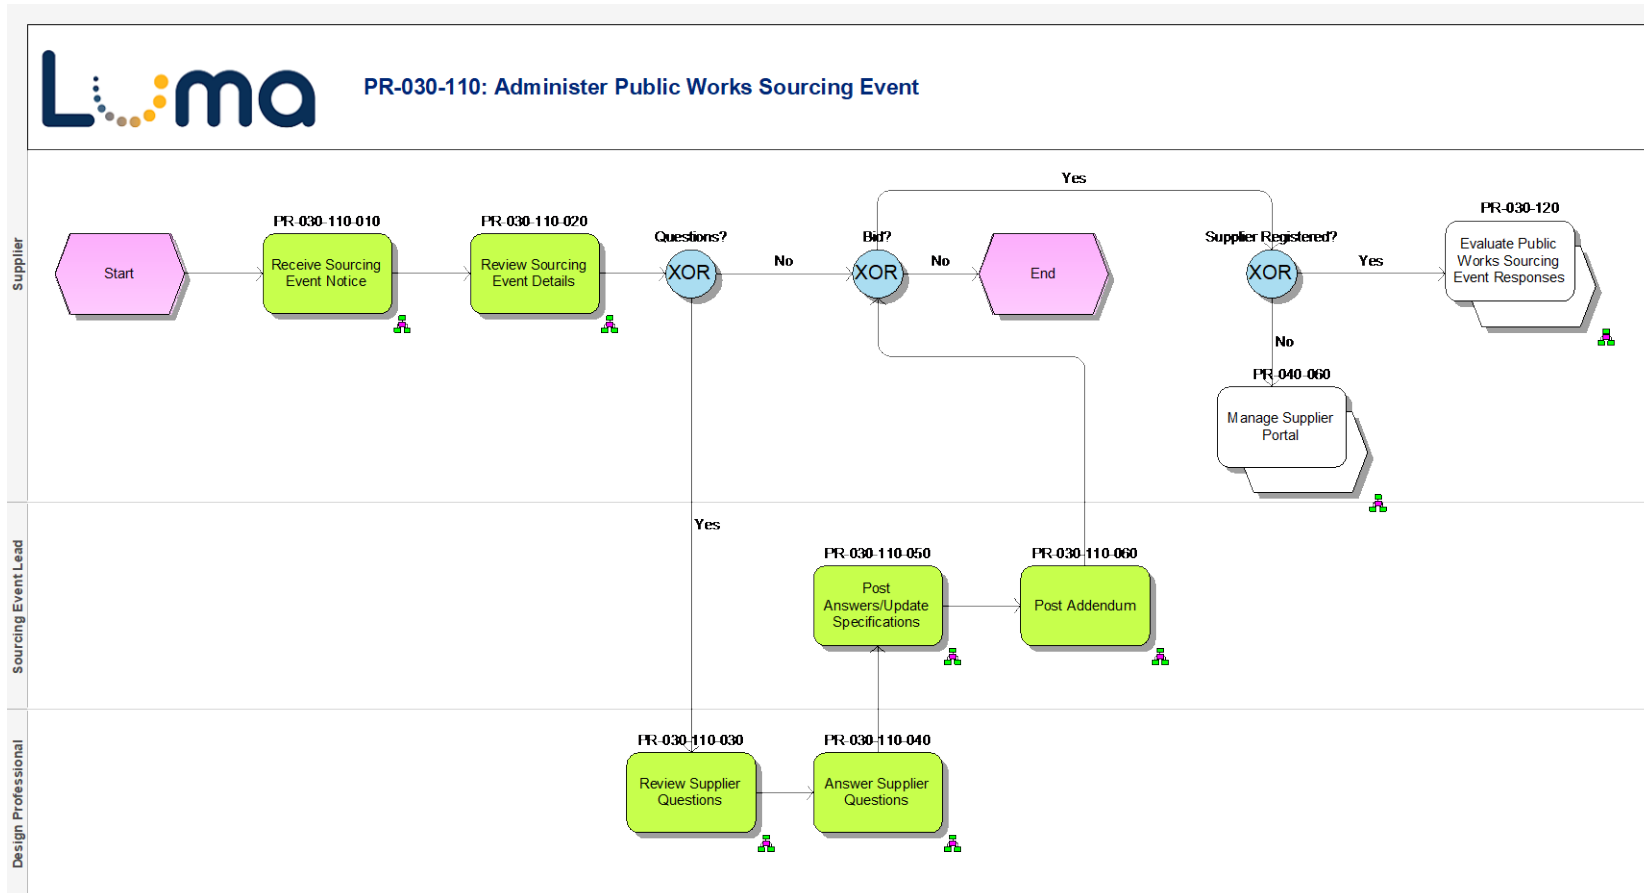 Luma
PR-030-110: Administer Public Works Sourcing Event
Supplier
Start
PR-030-110-010
Receive Sourcing
Event Notice
PR-030-110-020
Review Sourcing
Event Details
Questions?
XOR
No
Bid?
XOR
No
End
Yes
Supplier Registered?
XOR
Yes
PR-030-120
Evaluate Public
Works Sourcing
Event Responses
No
PR-040-060
Manage Supplier
Portal
Sourcing Event Lead
Yes
PR-030-110-050
Post
Answers/Update
Specifications
PR-030-110-060
Post Addendum
Design Professional
PR-030-110-030
Review Supplier
Questions
PR-030-110-040
Answer Supplier
Questions